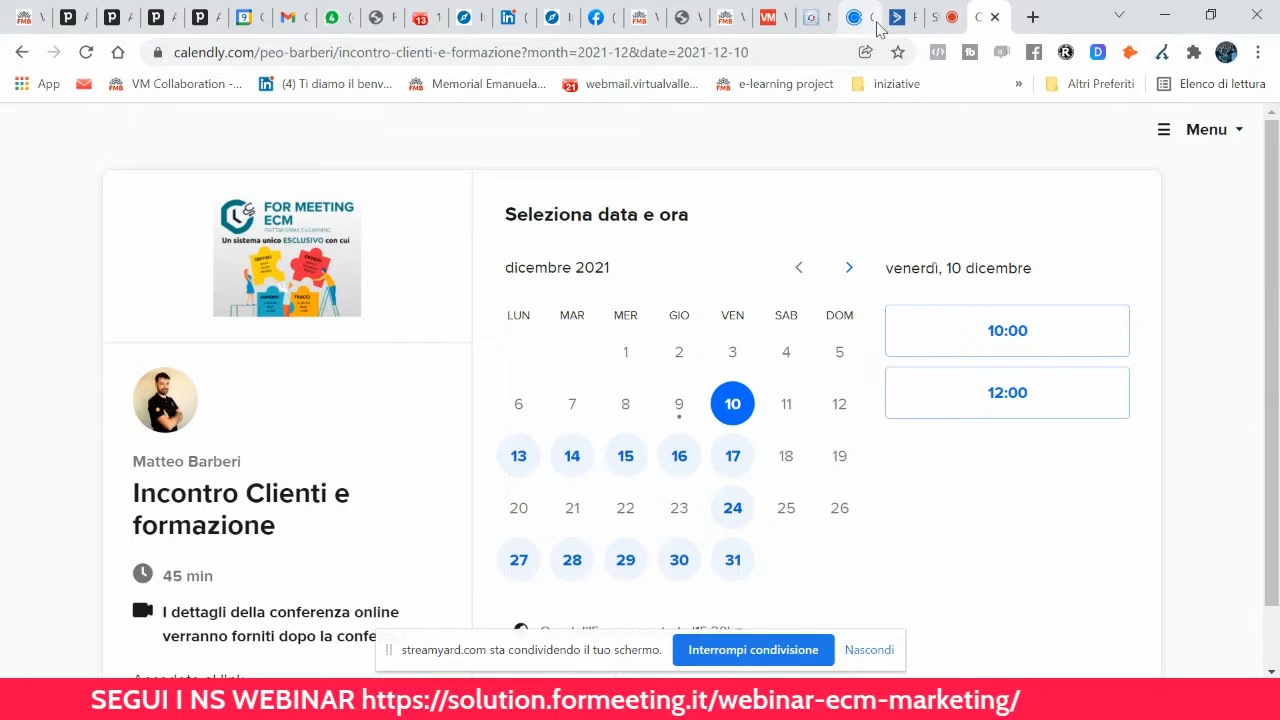 calendly.com/peo-barberi/incontro-clienti-e-formazione?month=2021-12&date=2021-12-10
App
VM Collaboration -...
(4) Ti diamo il benv...
Memorial Emanuela...
webmail.virtualvalle...
e-learning project
iniziative
»
Altri Preferiti
Elenco di lettura
Menu
FOR MEETING
ECM
PIATTAFORMA E-LEARNING
Un sistema unico ESCLUSIVO con cui
Matteo Barberi
Incontro Clienti e
formazione
45 min
I dettagli della conferenza online
verranno forniti dopo la
Seleziona data e ora
dicembre 2021
LUN MAR MER GIO VEN SAB DOM
1 2 3 4 5
6 7 8 9 10 11 12
13 14 15 16 17 18 19
20 21 22 23 24 25 26
27 28 29 30 31
venerdì, 10 dicembre
10:00
12:00
streamyard.com sta condividendo il tuo schermo.
Interrompi condivisione
Nascondi
SEGUI I NS WEBINAR https://solution.formeeting.it/webinar-ecm-marketing/